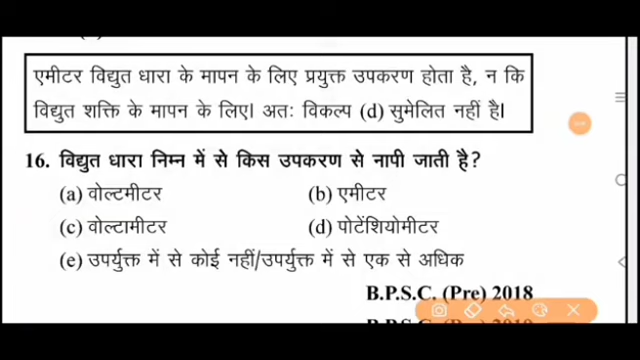 एमीटर विद्युत धारा के मापन के लिए प्रयुक्त उपकरण होता है, न कि
विद्युत शक्ति के मापन के लिए। अतः विकल्प (d) सुमेलित नहीं है।
16. विद्युत धारा निम्न में से किस उपकरण से नापी जाती है?
(a) वोल्टमीटर (b) एमीटर
(c) वोल्टामीटर (d) पोटेंशियोमीटर
(e) उपर्युक्त में से कोई नहीं/उपर्युक्त में से एक से अधिक
B.P.S.C. (Pre) 2018